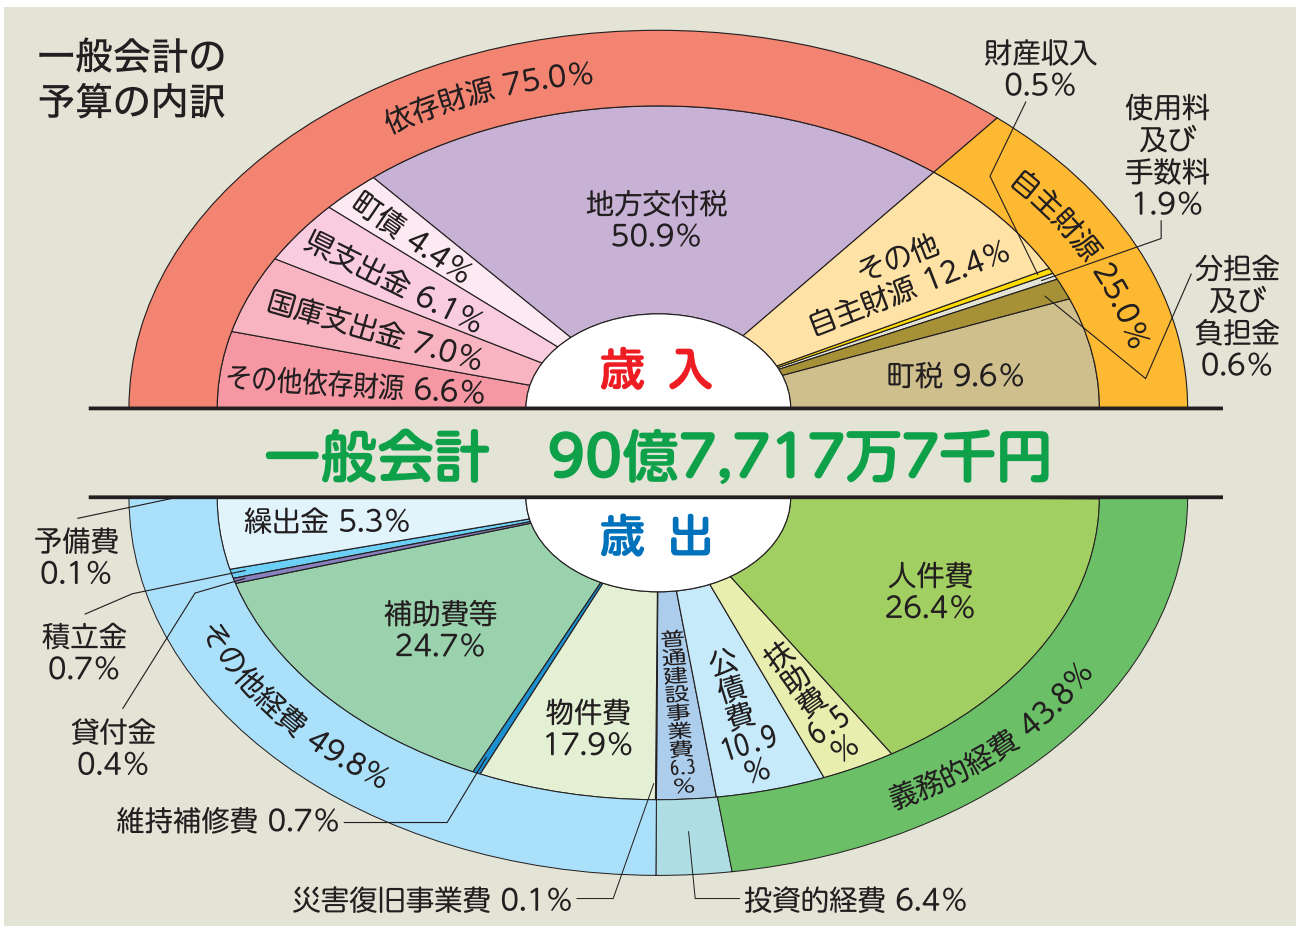 一般会計の
予算の内訳
依存財源 75.0%
財産収入
0.5%
使用料
及び
手数料
1.9%
自主財源 25.0%
分担金
及び
負担金
0.6%
地方交付税
50.9%
町債 4.4%
県支出金 6.1%
国庫支出金 7.0%
その他依存財源 6.6%
その他
自主財源 12.4%
町税 9.6%
歳 入
一般会計 90億7,717万7千円
歳 出
繰出金 5.3%
予備費
0.1%
積立金
0.7%
貸付金
0.4%
その他経費 49.8%
補助費等
24.7%
維持補修費 0.7%
物件費
17.9%
災害復旧事業費 0.1%
普通建設事業費
6.3
%
投資的経費 6.4%
公債費
10.9
%
扶助費
6.5
%
人件費
26.4%
義務的経費 43.8%